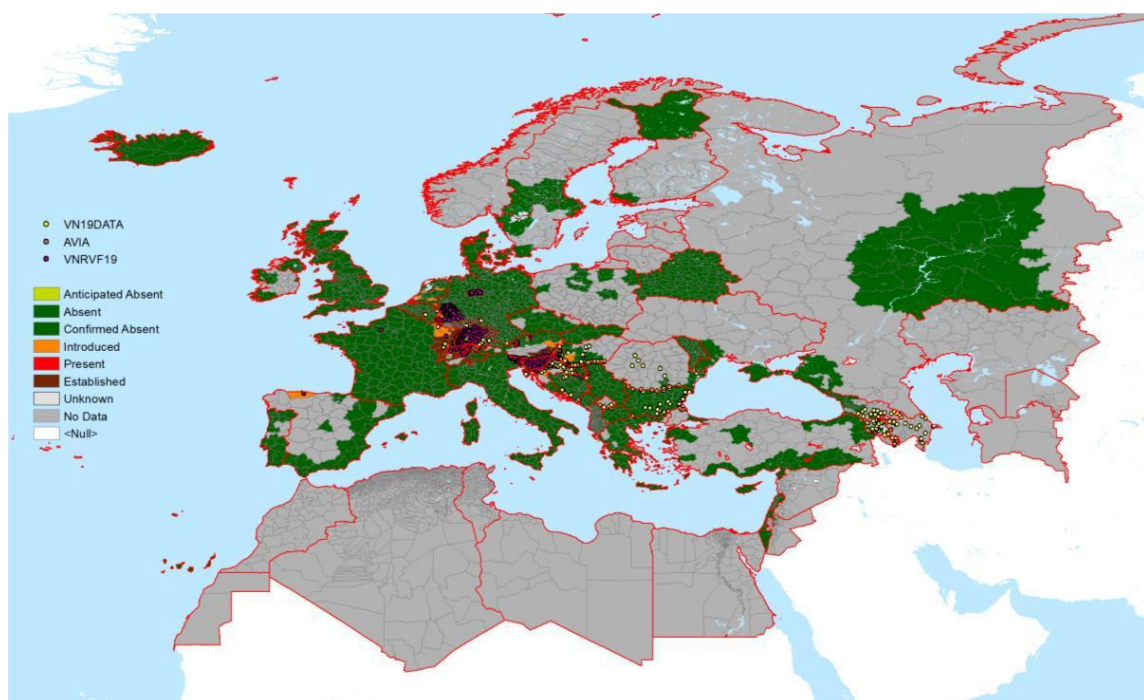 VN19DATA
AVIA
VNRVF19
Anticipated Absent
Absent
Confirmed Absent
Introduced
Present
Established
Unknown
No Data
<Null>